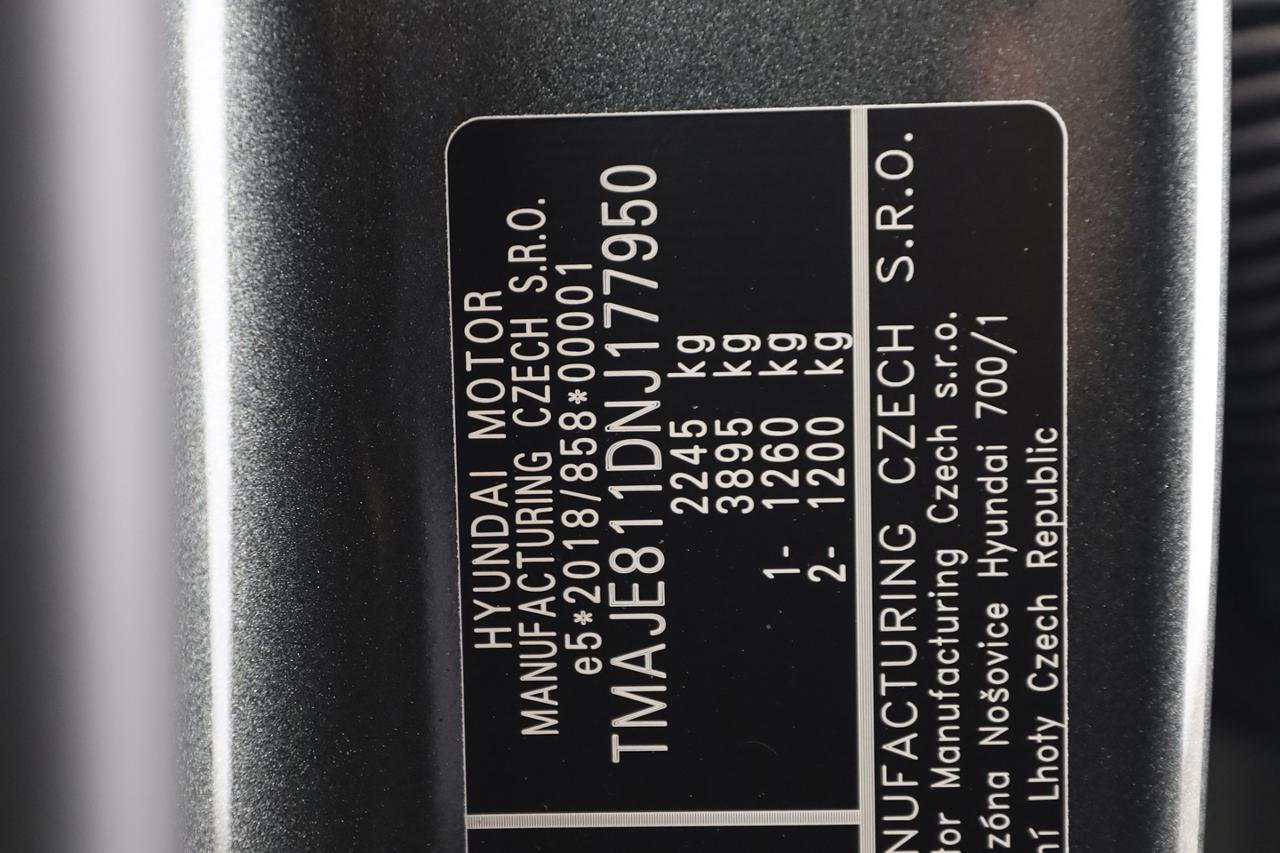 HYUNDAI MOTOR
MANUFACTURING CZECH S.R.O.
e5*2018/858*00001
TMAJE811DNJ177950
2245 kg
3895 kg
1- 1260 kg
2- 1200 kg
NUFACTURING CZECH S.R.O.
tor Manufacturing Czech s.r.o.
zóna Nošovice Hyundai 700/1
ní Lhoty Czech Republic